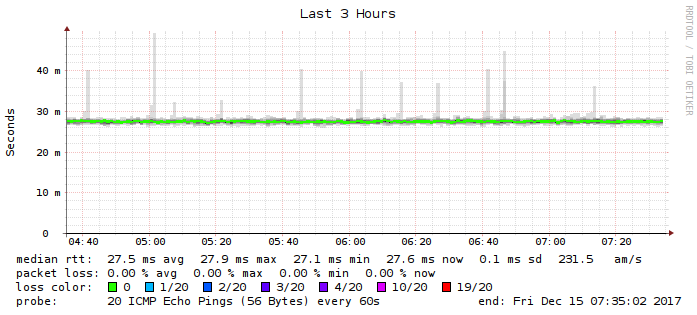 Last 3 Hours
RRDTOOL / TOBI OETIKER
Seconds
40 m
30 m
20 m
10 m
0
04:40 05:00 05:20 05:40 06:00 06:20 06:40 07:00 07:20
median rtt: 27.5 ms avg 27.9 ms max 27.1 ms min 27.6 ms now 0.1 ms sd 231.5 am/s
packet loss: 0.00 % avg 0.00 % max 0.00 % min 0.00 % now
loss color: 0 1/20 2/20 3/20 4/20 10/20 19/20
probe: 20 ICMP Echo Pings (56 Bytes) every 60s end: Fri Dec 15 07:35:02 2017